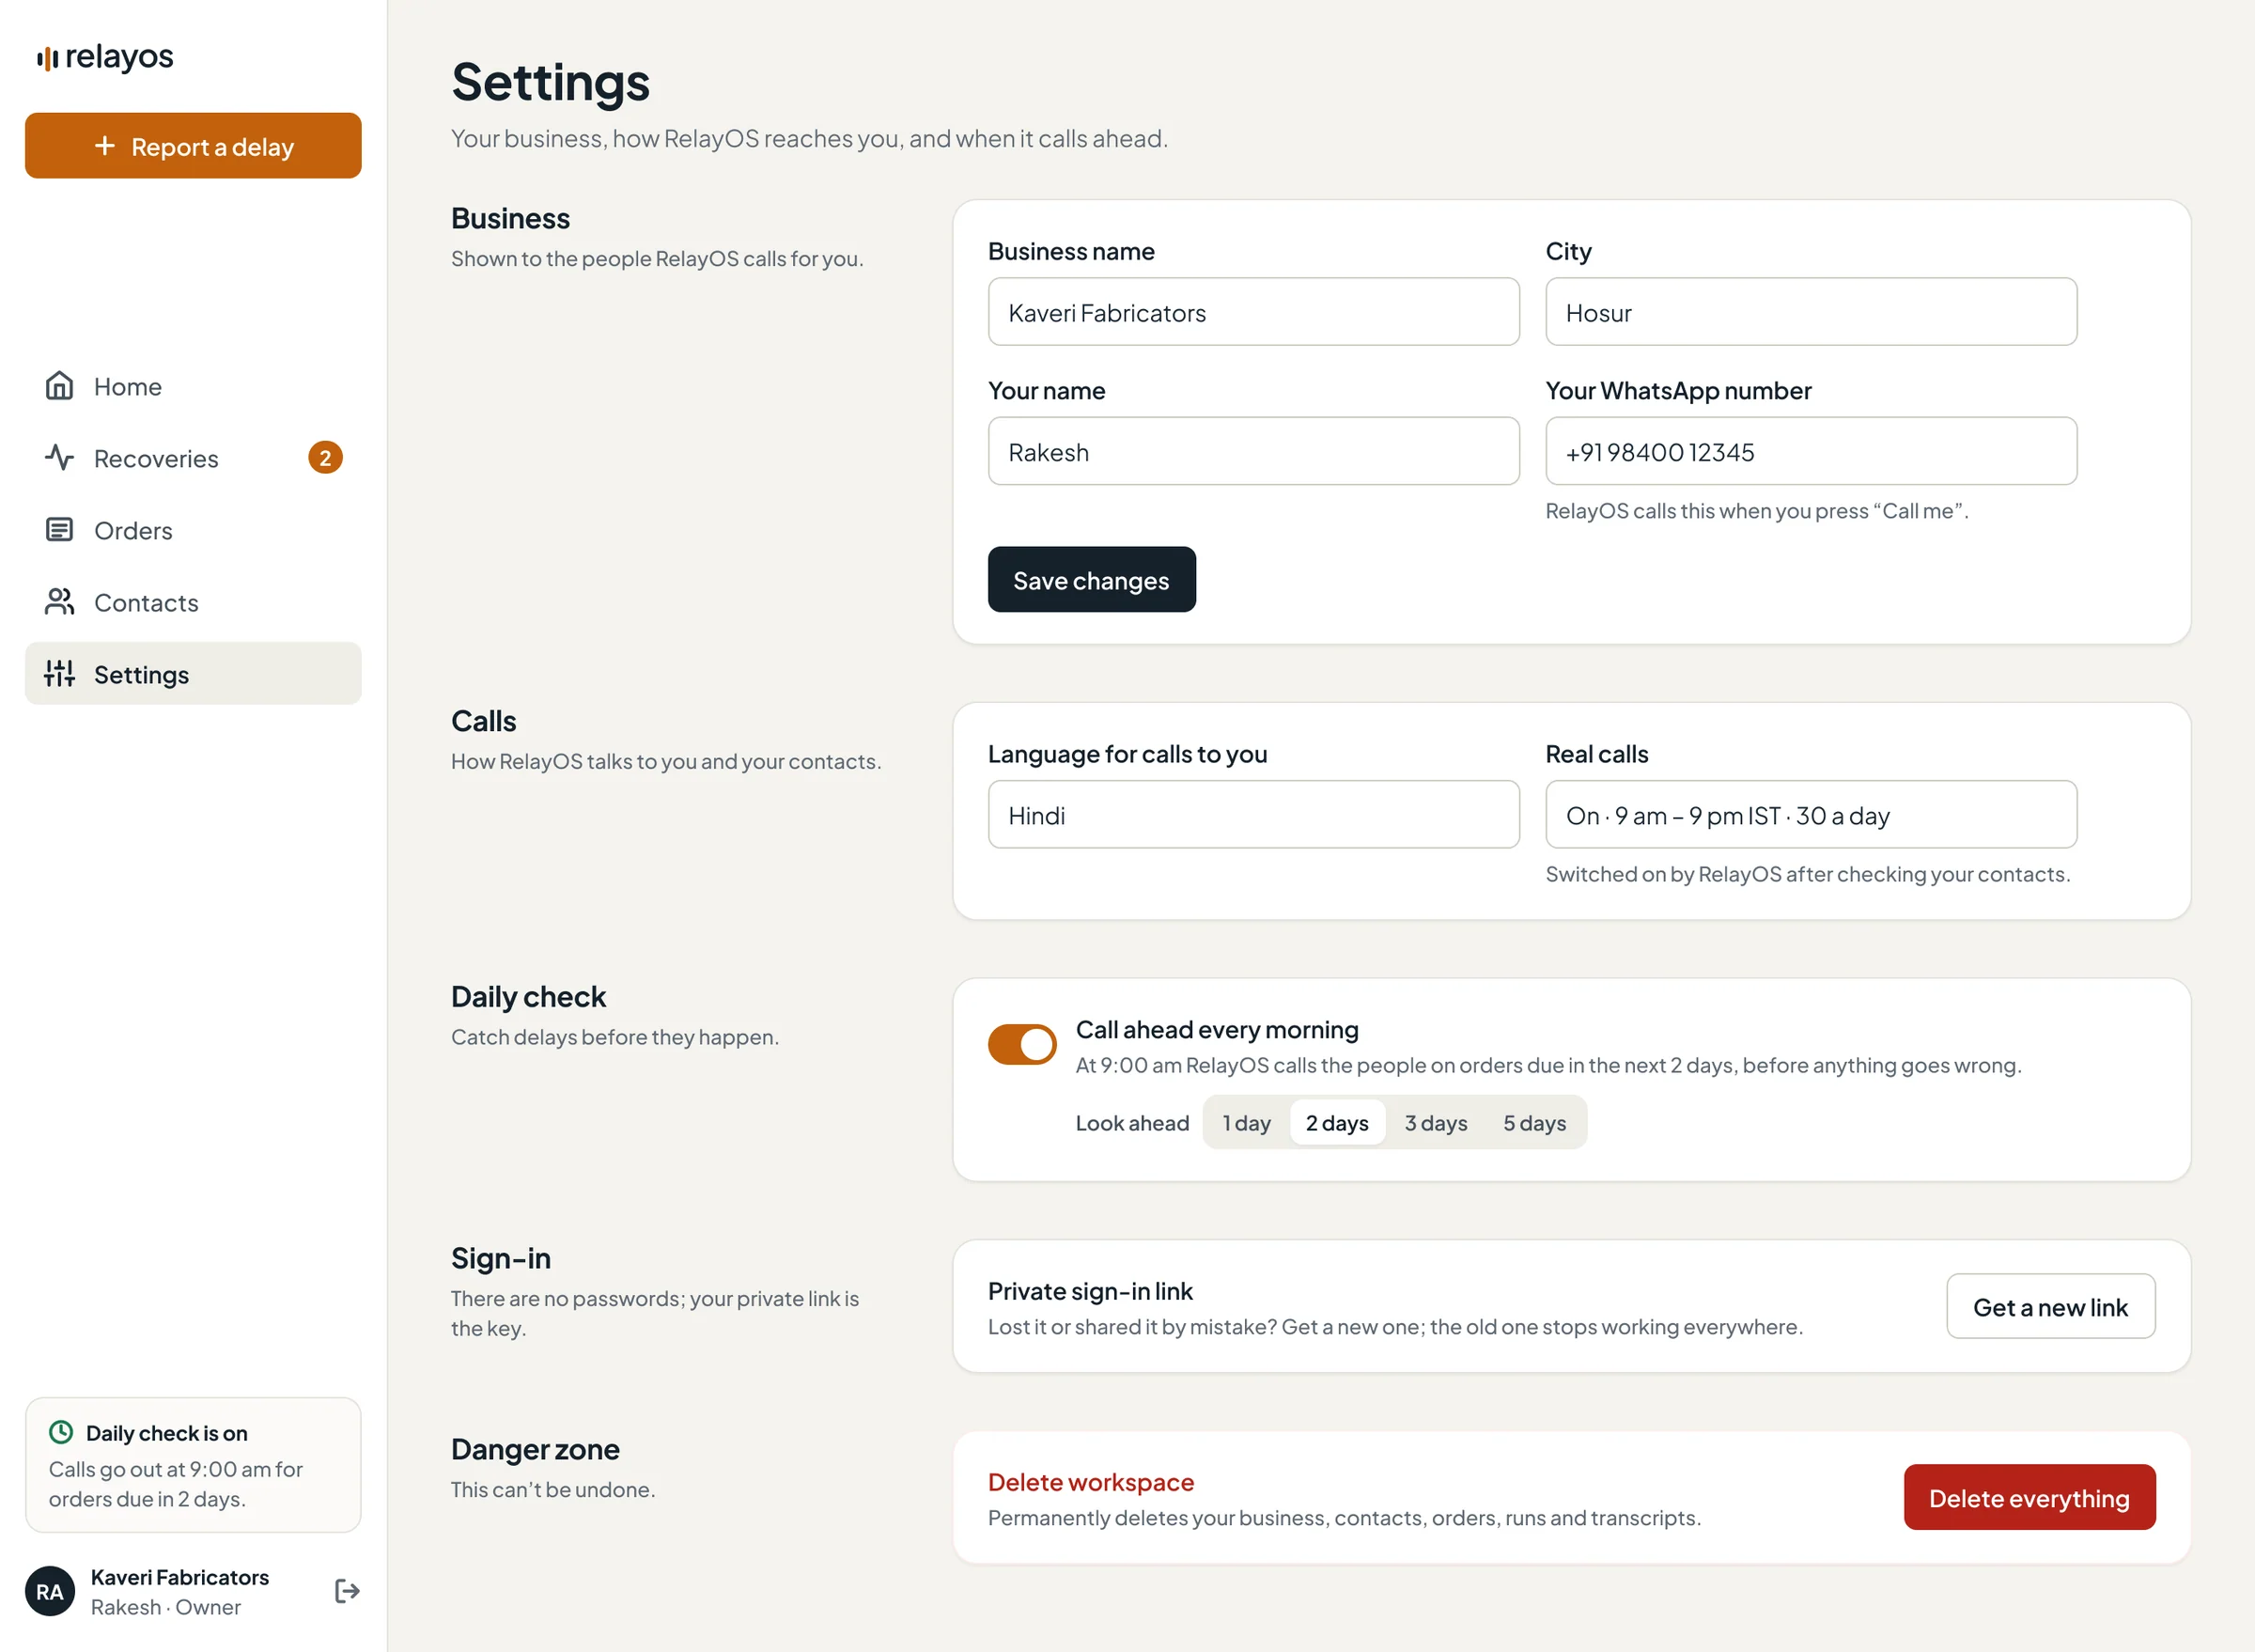 relayos
Report a delay
Home
Recoveries 2
Orders
Contacts
Settings
Daily check is on
Calls go out at 9:00 am for
orders due in 2 days.
RA
Kaveri Fabricators
Rakesh · Owner
Settings
Your business, how RelayOS reaches you, and when it calls ahead.
Business
Shown to the people RelayOS calls for you.
Business name
Kaveri Fabricators
City
Hosur
Your name
Rakesh
Your WhatsApp number
+91 98400 12345
RelayOS calls this when you press “Call me”.
Save changes
Calls
How RelayOS talks to you and your contacts.
Language for calls to you
Hindi
Real calls
On · 9 am – 9 pm IST · 30 a day
Switched on by RelayOS after checking your contacts.
Daily check
Catch delays before they happen.
Call ahead every morning
At 9:00 am RelayOS calls the people on orders due in the next 2 days, before anything goes wrong.
Look ahead 1 day 2 days 3 days 5 days
Sign-in
There are no passwords; your private link is
the key.
Private sign-in link
Lost it or shared it by mistake? Get a new one; the old one stops working everywhere.
Get a new link
Danger zone
This can’t be undone.
Delete workspace
Permanently deletes your business, contacts, orders, runs and transcripts.
Delete everything